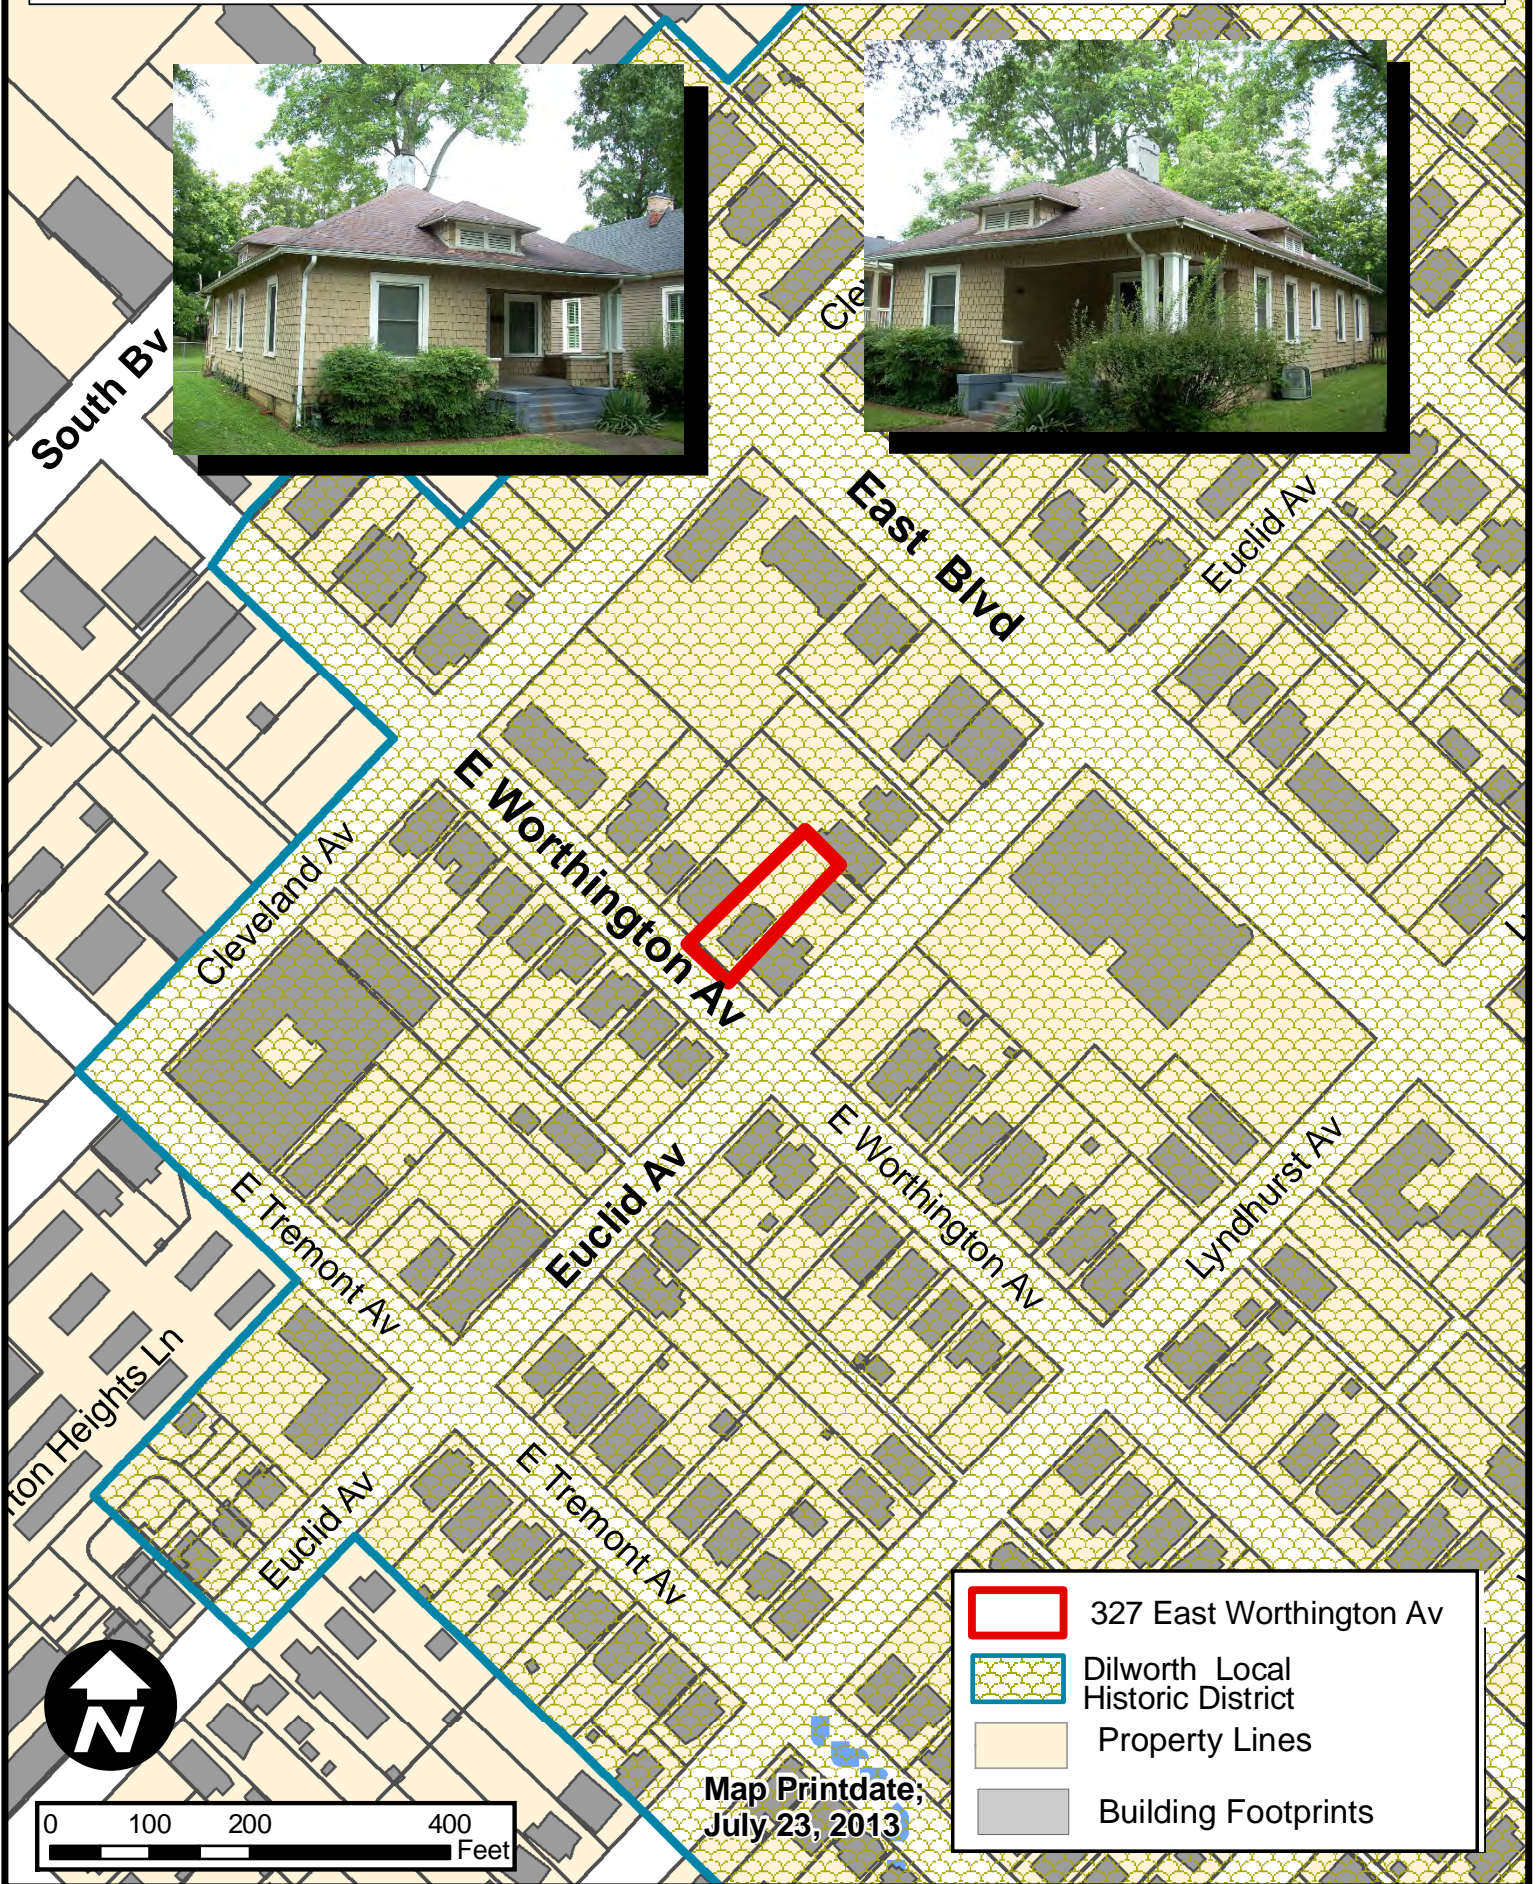 South Bv
Cle
East Blvd
Euclid Av
E Worthington Av
Cleveland Av
E Worthington Av
Euclid Av
Lyndhurst Av
E Tremont Av
ton Heights Ln
Euclid Av
E Tremont Av
327 East Worthington Av
Dilworth Local
Historic District
Property Lines
Building Footprints
N
Map Printdate;
July 23, 2013
0 100 200 400
Feet